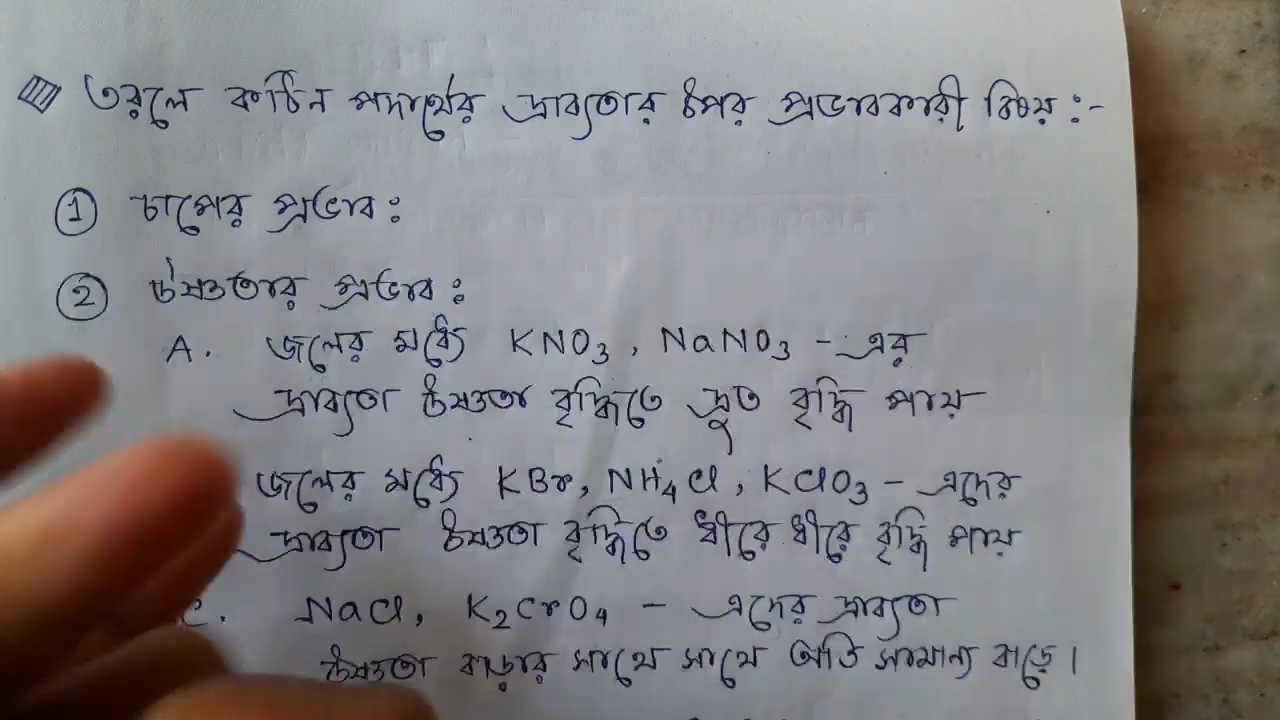 তরলে কঠিন পদার্থের দ্রাব্যতার উপর প্রভাবকারী বিষয় :-
① চাপের প্রভাব :
② উষ্ণতার প্রভাব :
A. জলের মধ্যে KNO₃, NaNO₃ - এর
দ্রাব্যতা উষ্ণতা বৃদ্ধিতে দ্রুত বৃদ্ধি পায়
জলের মধ্যে KBr, NH₄Cl, KClO₃ - এদের
দ্রাব্যতা উষ্ণতা বৃদ্ধিতে ধীরে ধীরে বৃদ্ধি পায়
C. NaCl, K₂CrO₄ - এদের দ্রাব্যতা
উষ্ণতা বাড়ার সাথে সাথে অতি সামান্য বাড়ে।